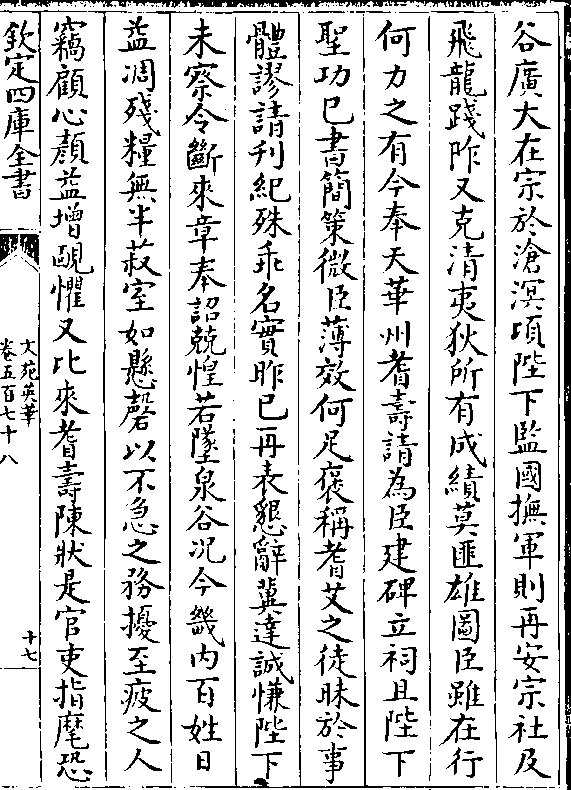 谷廣大在宗於滄溟項陛下監國撫軍則再安宗社及
飛龍踐阼又克清夷狄所有成績莫匪雄圖臣雖在行
何力之有今奉天華州耆壽請為臣建碑立祠且陛下
聖功已書簡策微臣薄效何足褒稱耆艾之徒昧於事
體謬請刋紀殊乖名實昨已再表懇辭冀達誠慊陛下
未察令斷來章奉詔兢惶若墜泉谷况今畿内百姓日
益凋殘糧無半菽室如懸磬以不急之務擾至疲之人
竊顧心顔益增䩄懼又比來耆壽陳狀是官吏指麾恐
欽定四庫全書
文苑英華
卷五百七十八
十七